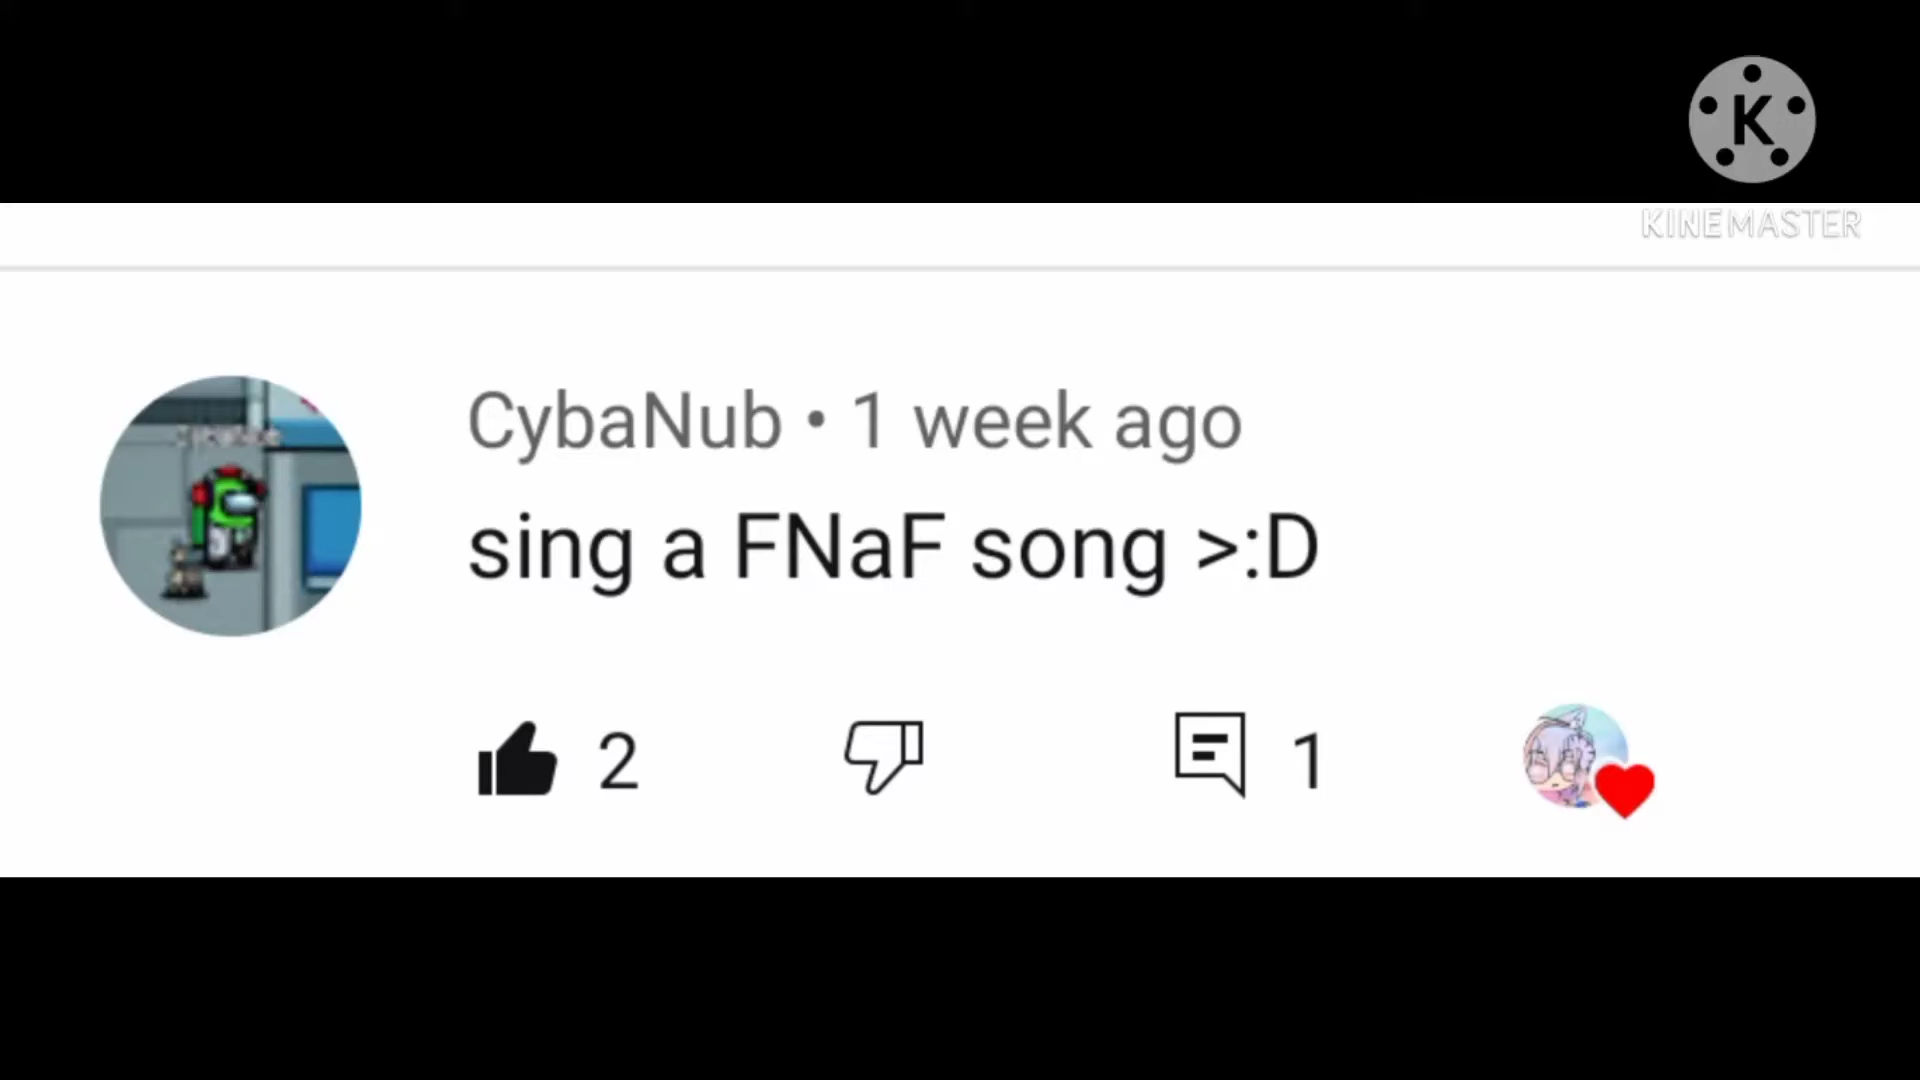 K
KINEMASTER
CybaNub • 1 week ago
sing a FNaF song >:D
2
1